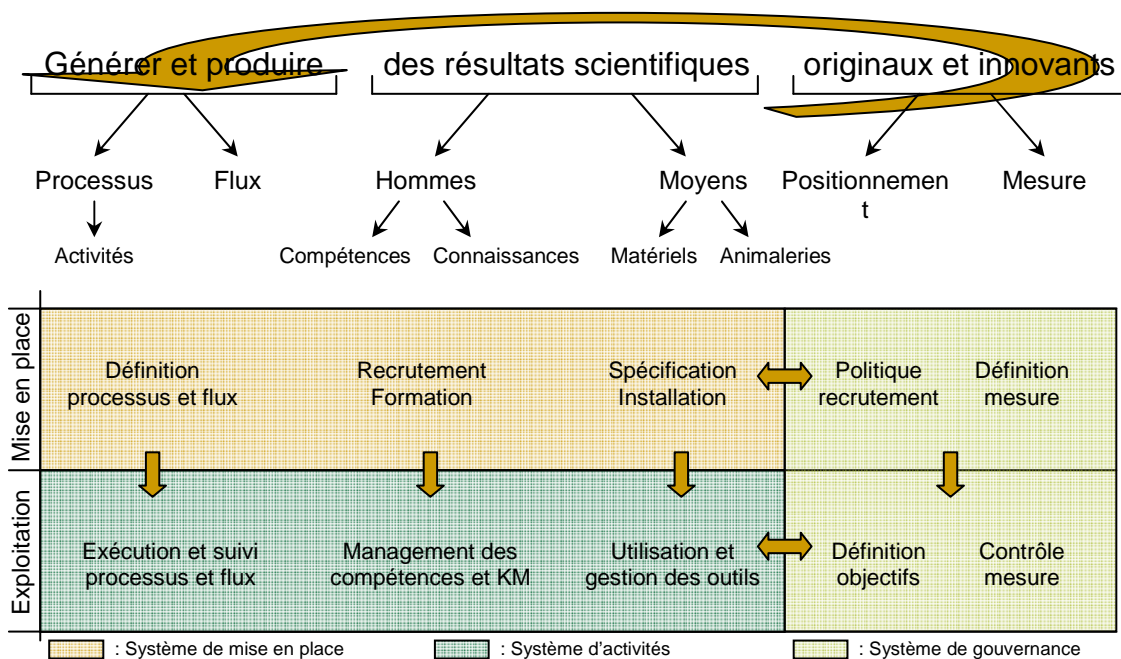 Générer et produire des résultats scientifiques originaux et innovants
Processus Flux Hommes Moyens Positionnemen
t Mesure
Activités Compétences Connaissances Matériels Animaleries
Mise en place
Définition
processus et flux
Recrutement
Formation
Spécification
Installation
Politique
recrutement
Définition
mesure
Exploitation
Exécution et suivi
processus et flux
Management des
compétences et KM
Utilisation et
gestion des outils
Définition
objectifs
Contrôle
mesure
: Système de mise en place : Système d'activités : Système de gouvernance